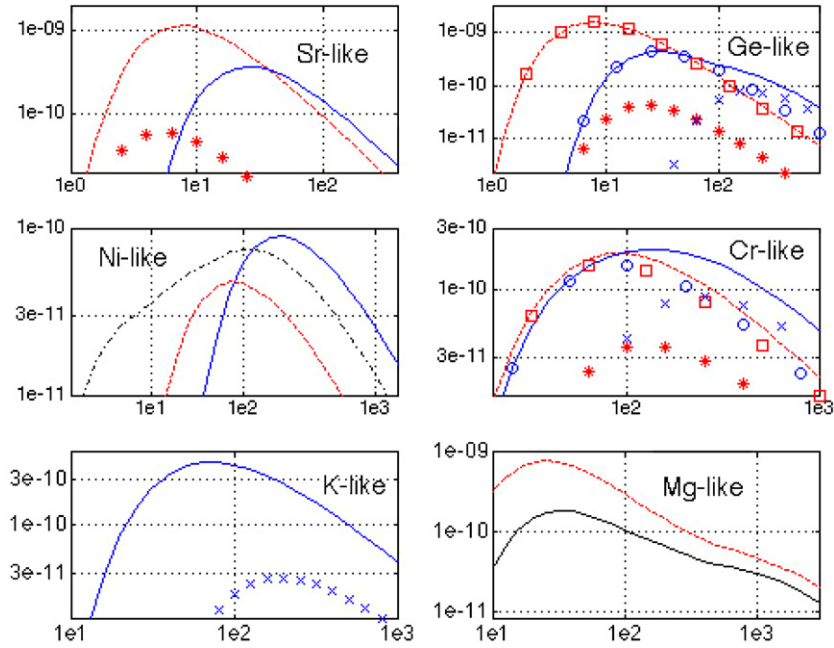 1e-09
Sr-like
1e-10
1e0 1e1 1e2
1e-09
Ge-like
1e-10
1e-11
1e0 1e1 1e2
1e-10
Ni-like
3e-11
1e-11
1e1 1e2 1e3
3e-10
Cr-like
1e-10
3e-11
1e2 1e3
3e-10
K-like
1e-10
3e-11
1e1 1e2 1e3
1e-09
Mg-like
1e-10
1e-11
1e1 1e2 1e3